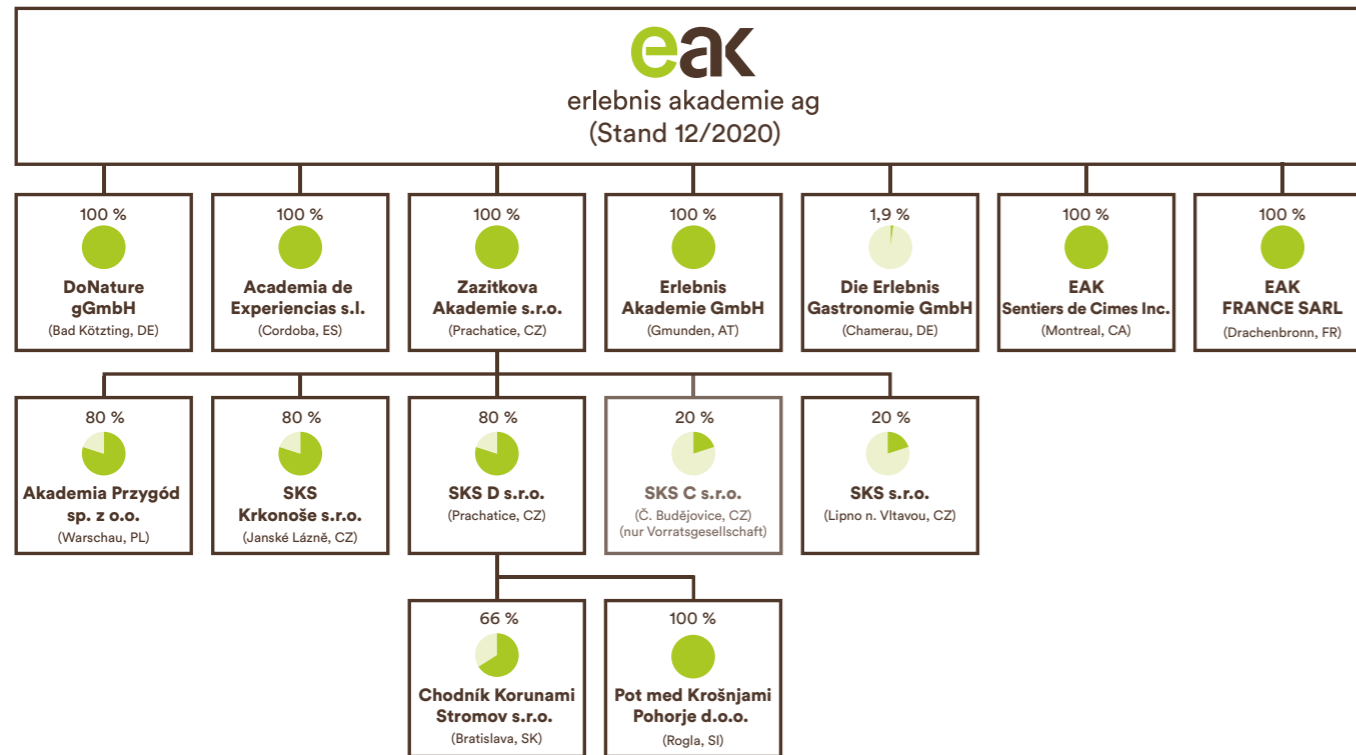 eak
erlebnis akademie ag
(Stand 12/2020)
100 %
DoNature
gGmbH
(Bad Kötzting, DE)
100 %
Academia de
Experiencias s.l.
(Cordoba, ES)
100 %
Zazitkova
Akademie s.r.o.
(Prachatice, CZ)
100 %
Erlebnis
Akademie GmbH
(Gmunden, AT)
1,9 %
Die Erlebnis
Gastronomie GmbH
(Chamerau, DE)
100 %
EAK
Sentiers de Cimes Inc.
(Montreal, CA)
100 %
EAK
FRANCE SARL
(Drachenbronn, FR)
80 %
Akademia Przygód
sp. z o.o.
(Warschau, PL)
80 %
SKS
Krkonoše s.r.o.
(Janské Lázně, CZ)
80 %
SKS D s.r.o.
(Prachatice, CZ)
20 %
SKS C s.r.o.
(Č. Budějovice, CZ)
(nur Vorratsgesellschaft)
20 %
SKS s.r.o.
(Lipno n. Vltavou, CZ)
66 %
Chodník Korunami
Stromov s.r.o.
(Bratislava, SK)
100 %
Pot med Krošnjami
Pohorje d.o.o.
(Rogla, SI)